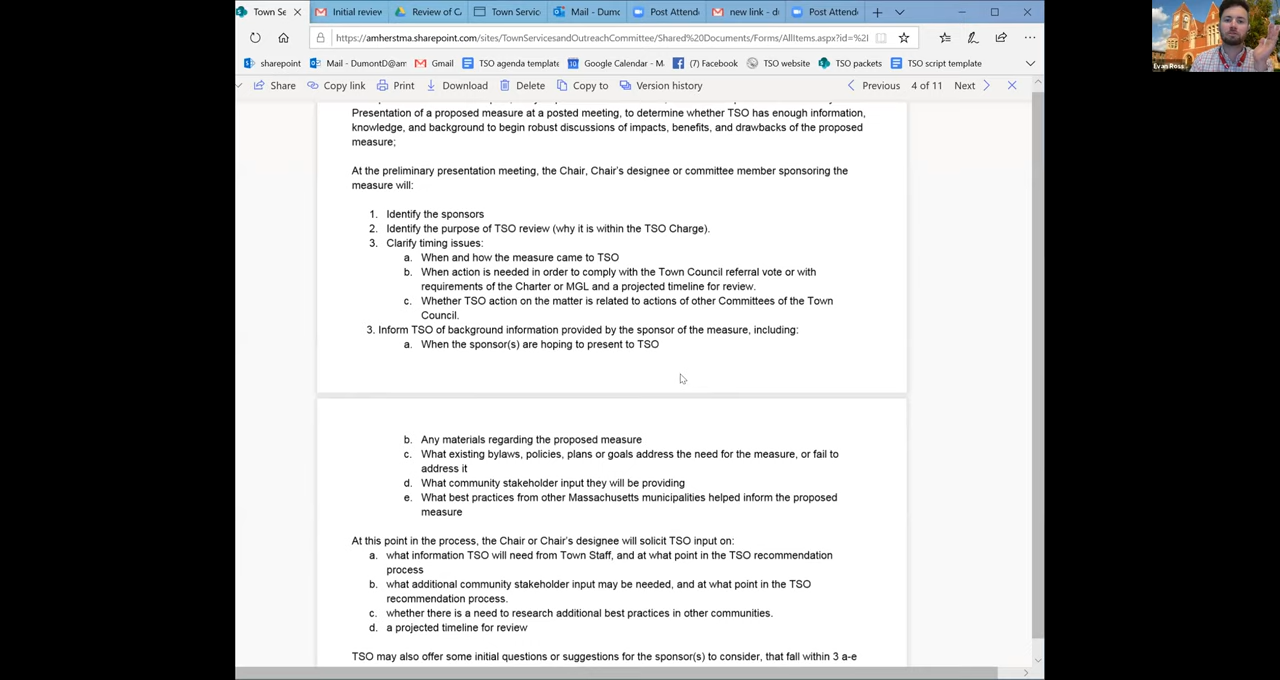 Town Se
Initial review
Review of C
Town Servic
Mail - Dumo
Post Attend
new link - d
Post Attend
https://amherstma.sharepoint.com/sites/TownServicesandOutreachCommittee/Shared%20Documents/Forms/AllItems.aspx?id=%2
sharepoint
Mail - DumontD@am
Gmail
TSO agenda template
Google Calendar - M
(7) Facebook
TSO website
TSO packets
TSO script template
Share
Copy link
Print
Download
Delete
Copy to
Version history
Previous
4 of 11
Next
Presentation of a proposed measure at a posted meeting, to determine whether TSO has enough information,
knowledge, and background to begin robust discussions of impacts, benefits, and drawbacks of the proposed
measure;
At the preliminary presentation meeting, the Chair, Chair's designee or committee member sponsoring the
measure will:
1. Identify the sponsors
2. Identify the purpose of TSO review (why it is within the TSO Charge).
3. Clarify timing issues:
a. When and how the measure came to TSO
b. When action is needed in order to comply with the Town Council referral vote or with
requirements of the Charter or MGL and a projected timeline for review.
c. Whether TSO action on the matter is related to actions of other Committees of the Town
Council.
3. Inform TSO of background information provided by the sponsor of the measure, including:
a. When the sponsor(s) are hoping to present to TSO
b. Any materials regarding the proposed measure
c. What existing bylaws, policies, plans or goals address the need for the measure, or fail to
address it
d. What community stakeholder input they will be providing
e. What best practices from other Massachusetts municipalities helped inform the proposed
measure
At this point in the process, the Chair or Chair's designee will solicit TSO input on:
a. what information TSO will need from Town Staff, and at what point in the TSO recommendation
process
b. what additional community stakeholder input may be needed, and at what point in the TSO
recommendation process.
c. whether there is a need to research additional best practices in other communities.
d. a projected timeline for review
TSO may also offer some initial questions or suggestions for the sponsor(s) to consider, that fall within 3 a-e
Evan Ross